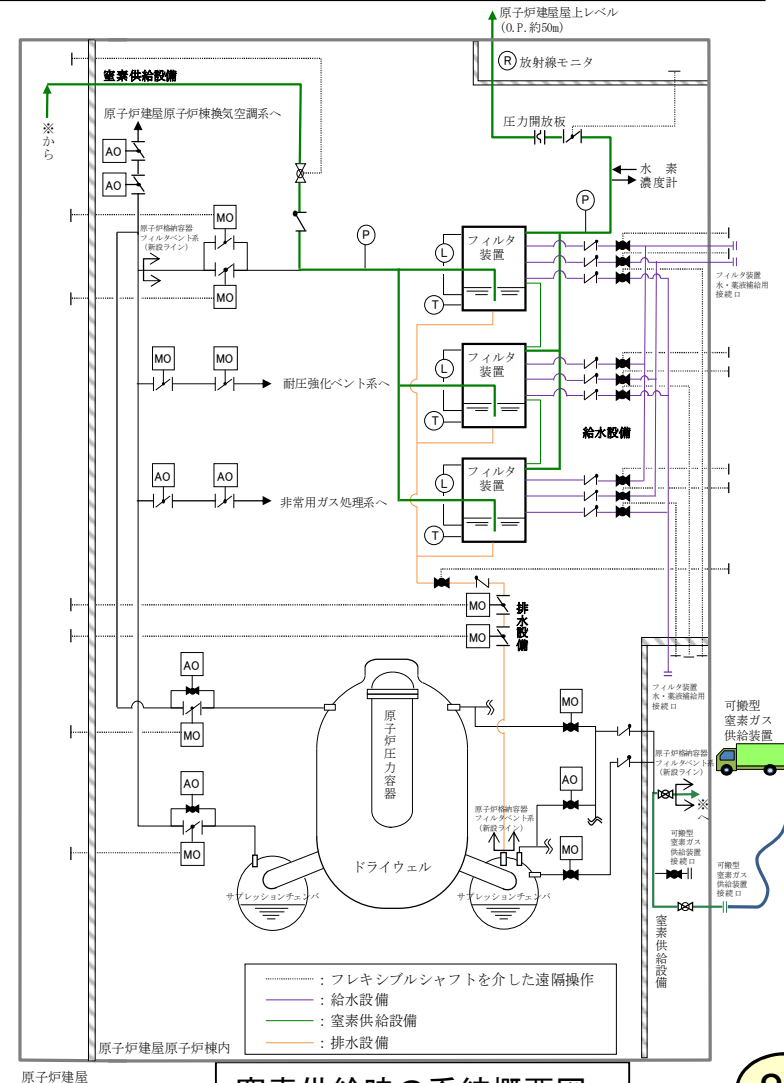 原子炉建屋屋上レベル
(O.P.約50m)
R 放射線モニタ
窒素供給設備
圧力開放板
原子炉建屋原子炉棟換気空調系へ
※から
AO
AO
水 素
濃度計
P
P
原子炉格納容器
フィルタベント系
(新設ライン)
MO
MO
フィルタ
装置
L
T
フィルタ装置
水・薬液補給用
接続口
MO
MO
耐圧強化ベント系へ
フィルタ
装置
L
T
給水設備
AO
AO
非常用ガス処理系へ
フィルタ
装置
L
T
MO
MO
排水設備
AO
MO
原子炉圧力容器
MO
フィルタ装置
水・薬液補給用
接続口
可搬型
窒素ガス
供給装置
原子炉格納容器
フィルタベント系
(新設ライン)
※へ
AO
MO
AO
原子炉格納容器
フィルタベント系
(新設ライン)
MO
可搬型
窒素ガス
供給装置
接続口
可搬型
窒素ガス
供給装置
接続口
ドライウェル
サプレッションチェンバ
サプレッションチェンバ
窒素供給設備
：フレキシブルシャフトを介した遠隔操作
：給水設備
：窒素供給設備
：排水設備
原子炉建屋原子炉棟内
原子炉建屋